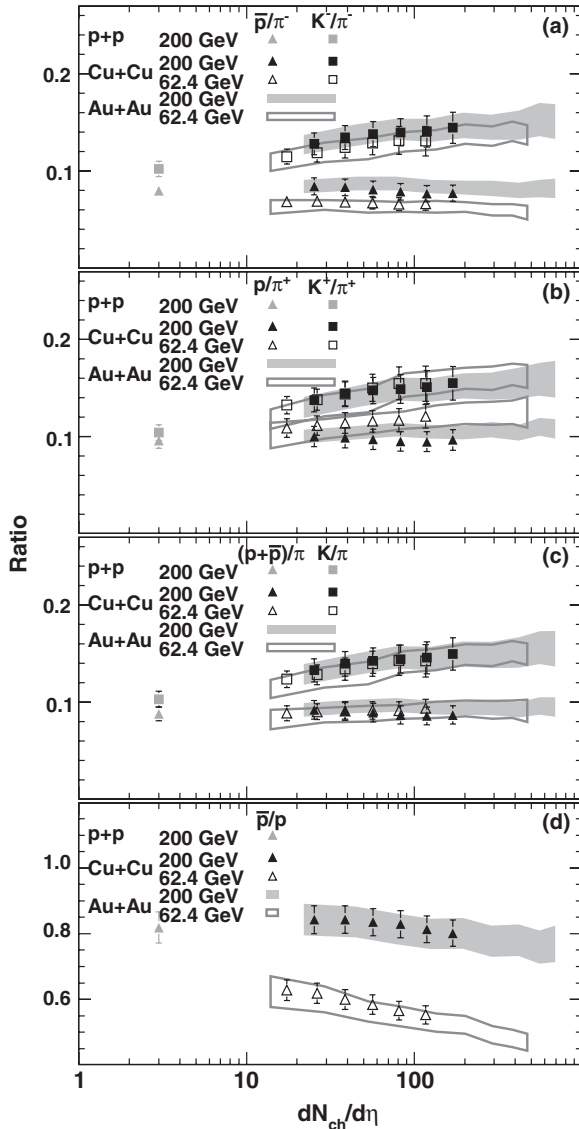 p̅/π⁻ K⁻/π⁻ (a)
p+p 200 GeV
Cu+Cu 200 GeV
62.4 GeV
Au+Au 200 GeV
62.4 GeV
0.2
0.1
p/π⁺ K⁺/π⁺ (b)
p+p 200 GeV
Cu+Cu 200 GeV
62.4 GeV
Au+Au 200 GeV
62.4 GeV
0.2
0.1
Ratio
(p+p̅)/π K/π (c)
p+p 200 GeV
Cu+Cu 200 GeV
62.4 GeV
Au+Au 200 GeV
62.4 GeV
0.2
0.1
p̅/p (d)
p+p 200 GeV
Cu+Cu 200 GeV
62.4 GeV
Au+Au 200 GeV
62.4 GeV
1.0
0.8
0.6
1 10 100
dN_ch/dη